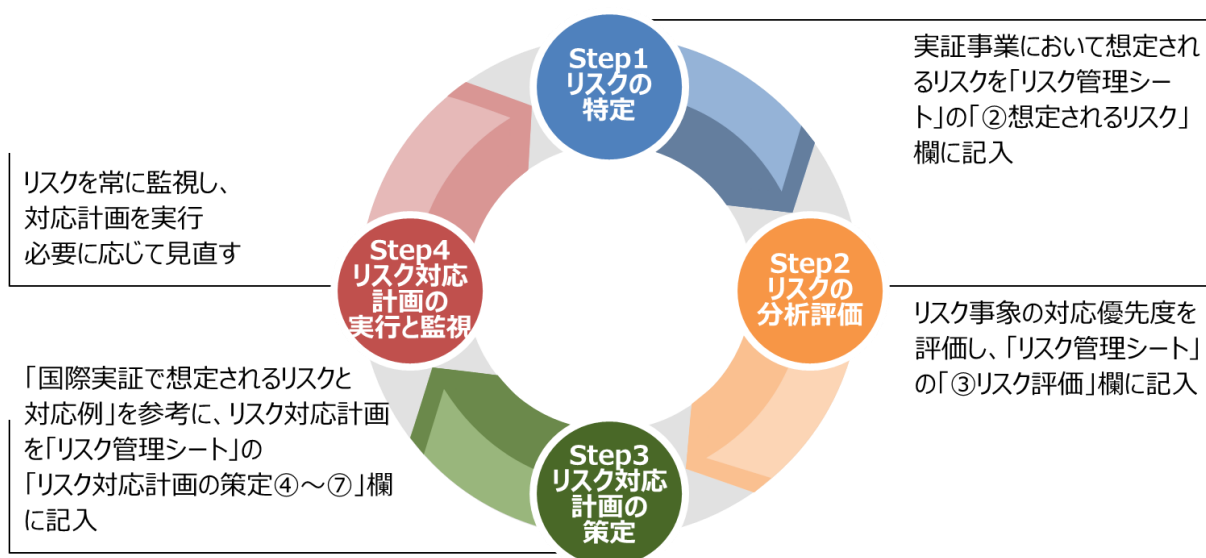 Step1
リスクの
特定
実証事業において想定され
るリスクを「リスク管理シー
ト」の「②想定されるリスク」
欄に記入
Step2
リスクの
分析評価
リスク事象の対応優先度を
評価し、「リスク管理シート」
の「③リスク評価」欄に記入
Step3
リスク対応
計画の
策定
「国際実証で想定されるリスクと
対応例」を参考に、リスク対応計画
を「リスク管理シート」の
「リスク対応計画の策定④～⑦」欄
に記入
Step4
リスク対応
計画の
実行と監視
リスクを常に監視し、
対応計画を実行
必要に応じて見直す